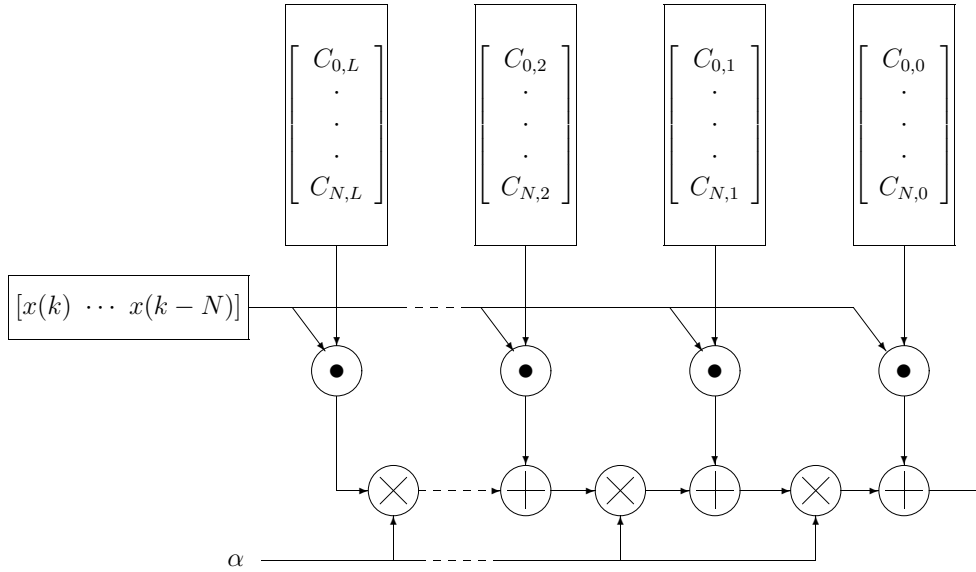 C_{0,L} C_{0,2} C_{0,1} C_{0,0}
. . . .
. . . .
. . . .
C_{N,L} C_{N,2} C_{N,1} C_{N,0}
[x(k) ⋯ x(k − N)]
α